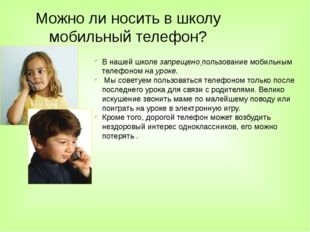 Можно ли носить в школу
мобильный телефон?
В нашей школе запрещено пользование мобильным
телефоном на уроке.
Мы советуем пользоваться телефоном только после
последнего урока для связи с родителями. Велико
искушение звонить маме по малейшему поводу или
поиграть на уроке в электронную игру.
Кроме того, дорогой телефон может возбудить
нездоровый интерес одноклассников, его можно
потерять .